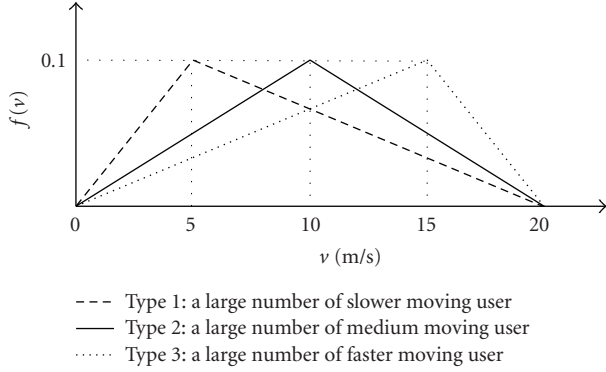 0.1
f (v)
0
5
10
15
20
v (m/s)
Type 1: a large number of slower moving user
Type 2: a large number of medium moving user
Type 3: a large number of faster moving user